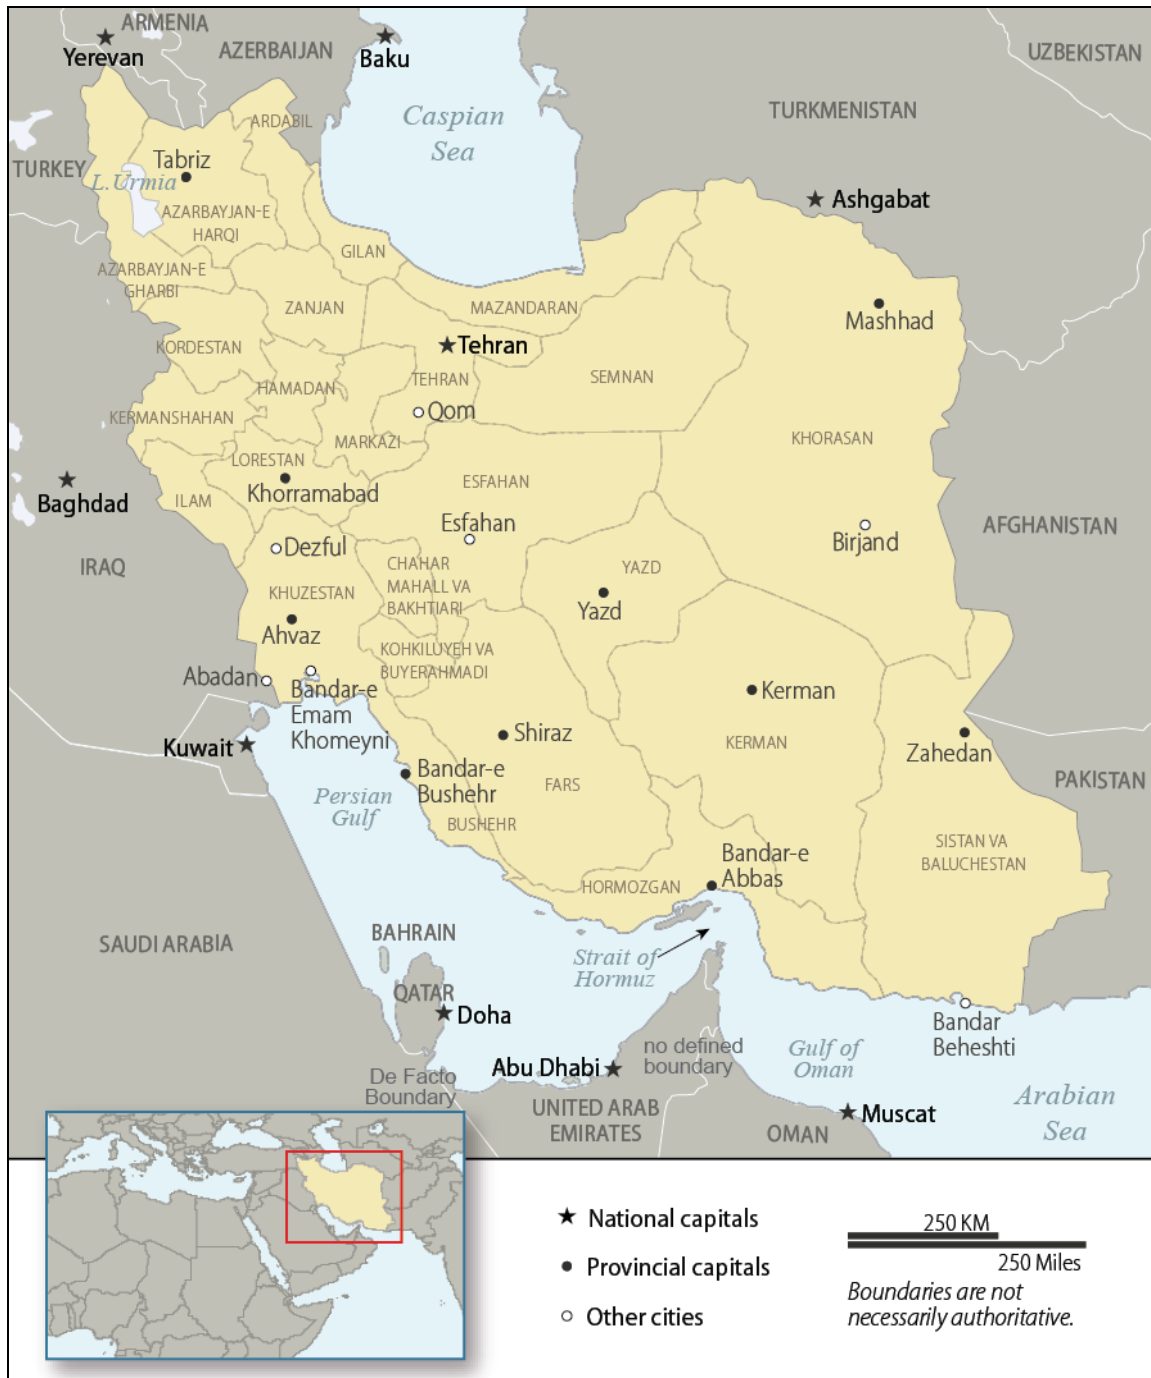 ARMENIA
Yerevan
AZERBAIJAN
Baku
UZBEKISTAN
Caspian
Sea
TURKMENISTAN
ARDABIL
TURKEY
Tabriz
L.Urmia
Ashgabat
AZARBAYJAN-E
HARQI
GILAN
AZARBAYJAN-E
GHARBI
ZANJAN
MAZANDARAN
Mashhad
KORDESTAN
Tehran
HAMADAN
TEHRAN
SEMNAN
KERMANSHAHAN
Qom
MARKAZI
KHORASAN
LORESTAN
Khorramabad
ESFAHAN
Baghdad
ILAM
Esfahan
AFGHANISTAN
Birjand
Dezful
IRAQ
CHAHAR
MAHALL VA
BAKHTIARI
YAZD
KHUZESTAN
Yazd
Ahvaz
KOHKILUYEH VA
BUYERAHMADI
Abadan
Bandar-e
Emam
Khomeyni
Kerman
Shiraz
Kuwait
KERMAN
Zahedan
Bandar-e
Bushehr
PAKISTAN
FARS
Persian
Gulf
BUSHEHR
SISTAN VA
BALUCHESTAN
Bandar-e
Abbas
HORMOZGAN
SAUDI ARABIA
BAHRAIN
Strait of
Hormuz
QATAR
Doha
Bandar
Beheshti
no defined
boundary
Gulf of
Oman
Abu Dhabi
De Facto
Boundary
Arabian
Sea
UNITED ARAB
EMIRATES
Muscat
OMAN
National capitals
Provincial capitals
Other cities
250 KM
250 Miles
Boundaries are not
necessarily authoritative.